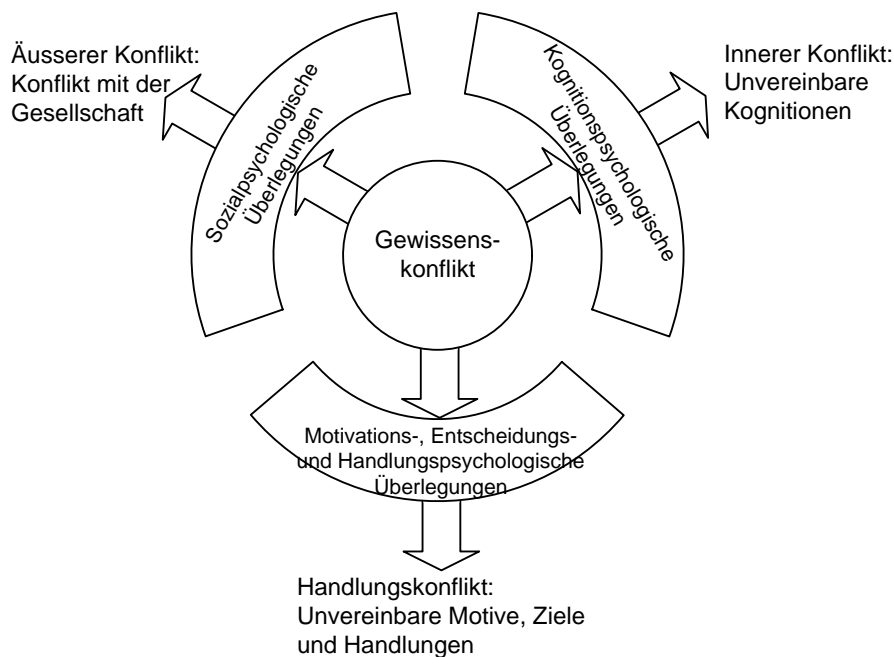 Äusserer Konflikt:
Konflikt mit der
Gesellschaft
Sozialpsychologische
Überlegungen
Kognitionspsychologische
Überlegungen
Innerer Konflikt:
Unvereinbare
Kognitionen
Gewissens-
konflikt
Motivations-, Entscheidungs-
und Handlungspsychologische
Überlegungen
Handlungskonflikt:
Unvereinbare Motive, Ziele
und Handlungen